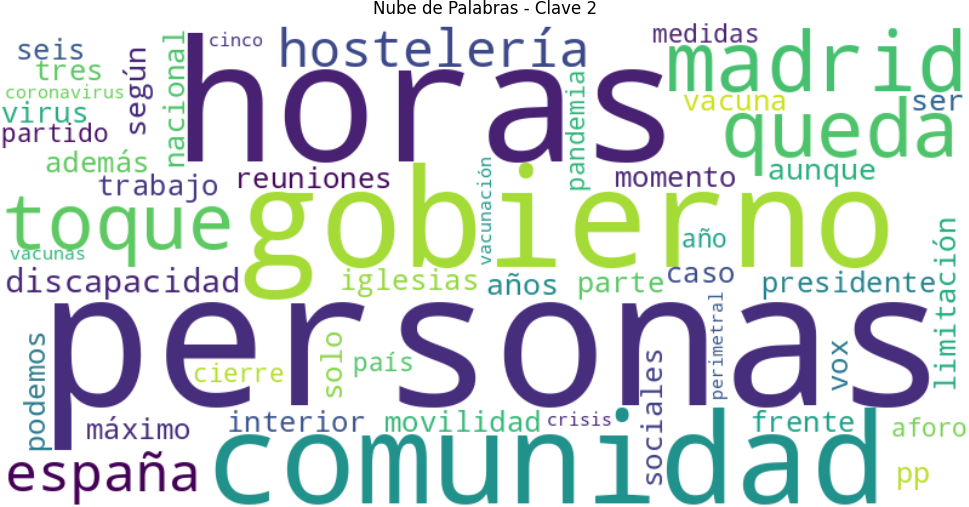 Nube de Palabras - Clave 2
seis
cinco
hostelería
medidas
madrid
tres
según
nacional
horas
coronavirus
pandemia
vacuna
ser
virus
partido
queda
además
trabajo
reuniones
vacunación
momento
aunque
toque
gobierno
año
limitación
vacunas
discapacidad
iglesias
años
parte
caso
presidente
personas
perimetral
podemos
cierre
solo
país
sociales
vox
máximo
interior
movilidad
crisis
frente
aforo
españa
comunidad
pp